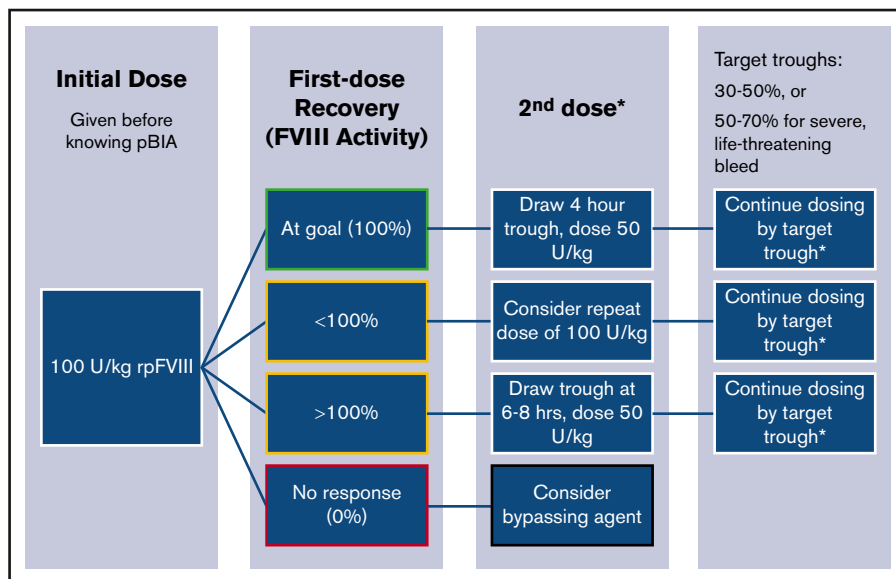 Initial Dose
Given before
knowing pBIA
First-dose
Recovery
(FVIII Activity)
2nd dose*
Target troughs:
30-50%, or
50-70% for severe,
life-threatening
bleed
100 U/kg rpFVIII
At goal (100%)
Draw 4 hour
trough, dose 50
U/kg
Continue dosing
by target
trough*
<100%
Consider repeat
dose of 100 U/kg
Continue dosing
by target
trough*
>100%
Draw trough at
6-8 hrs, dose 50
U/kg
Continue dosing
by target
trough*
No response
(0%)
Consider
bypassing agent